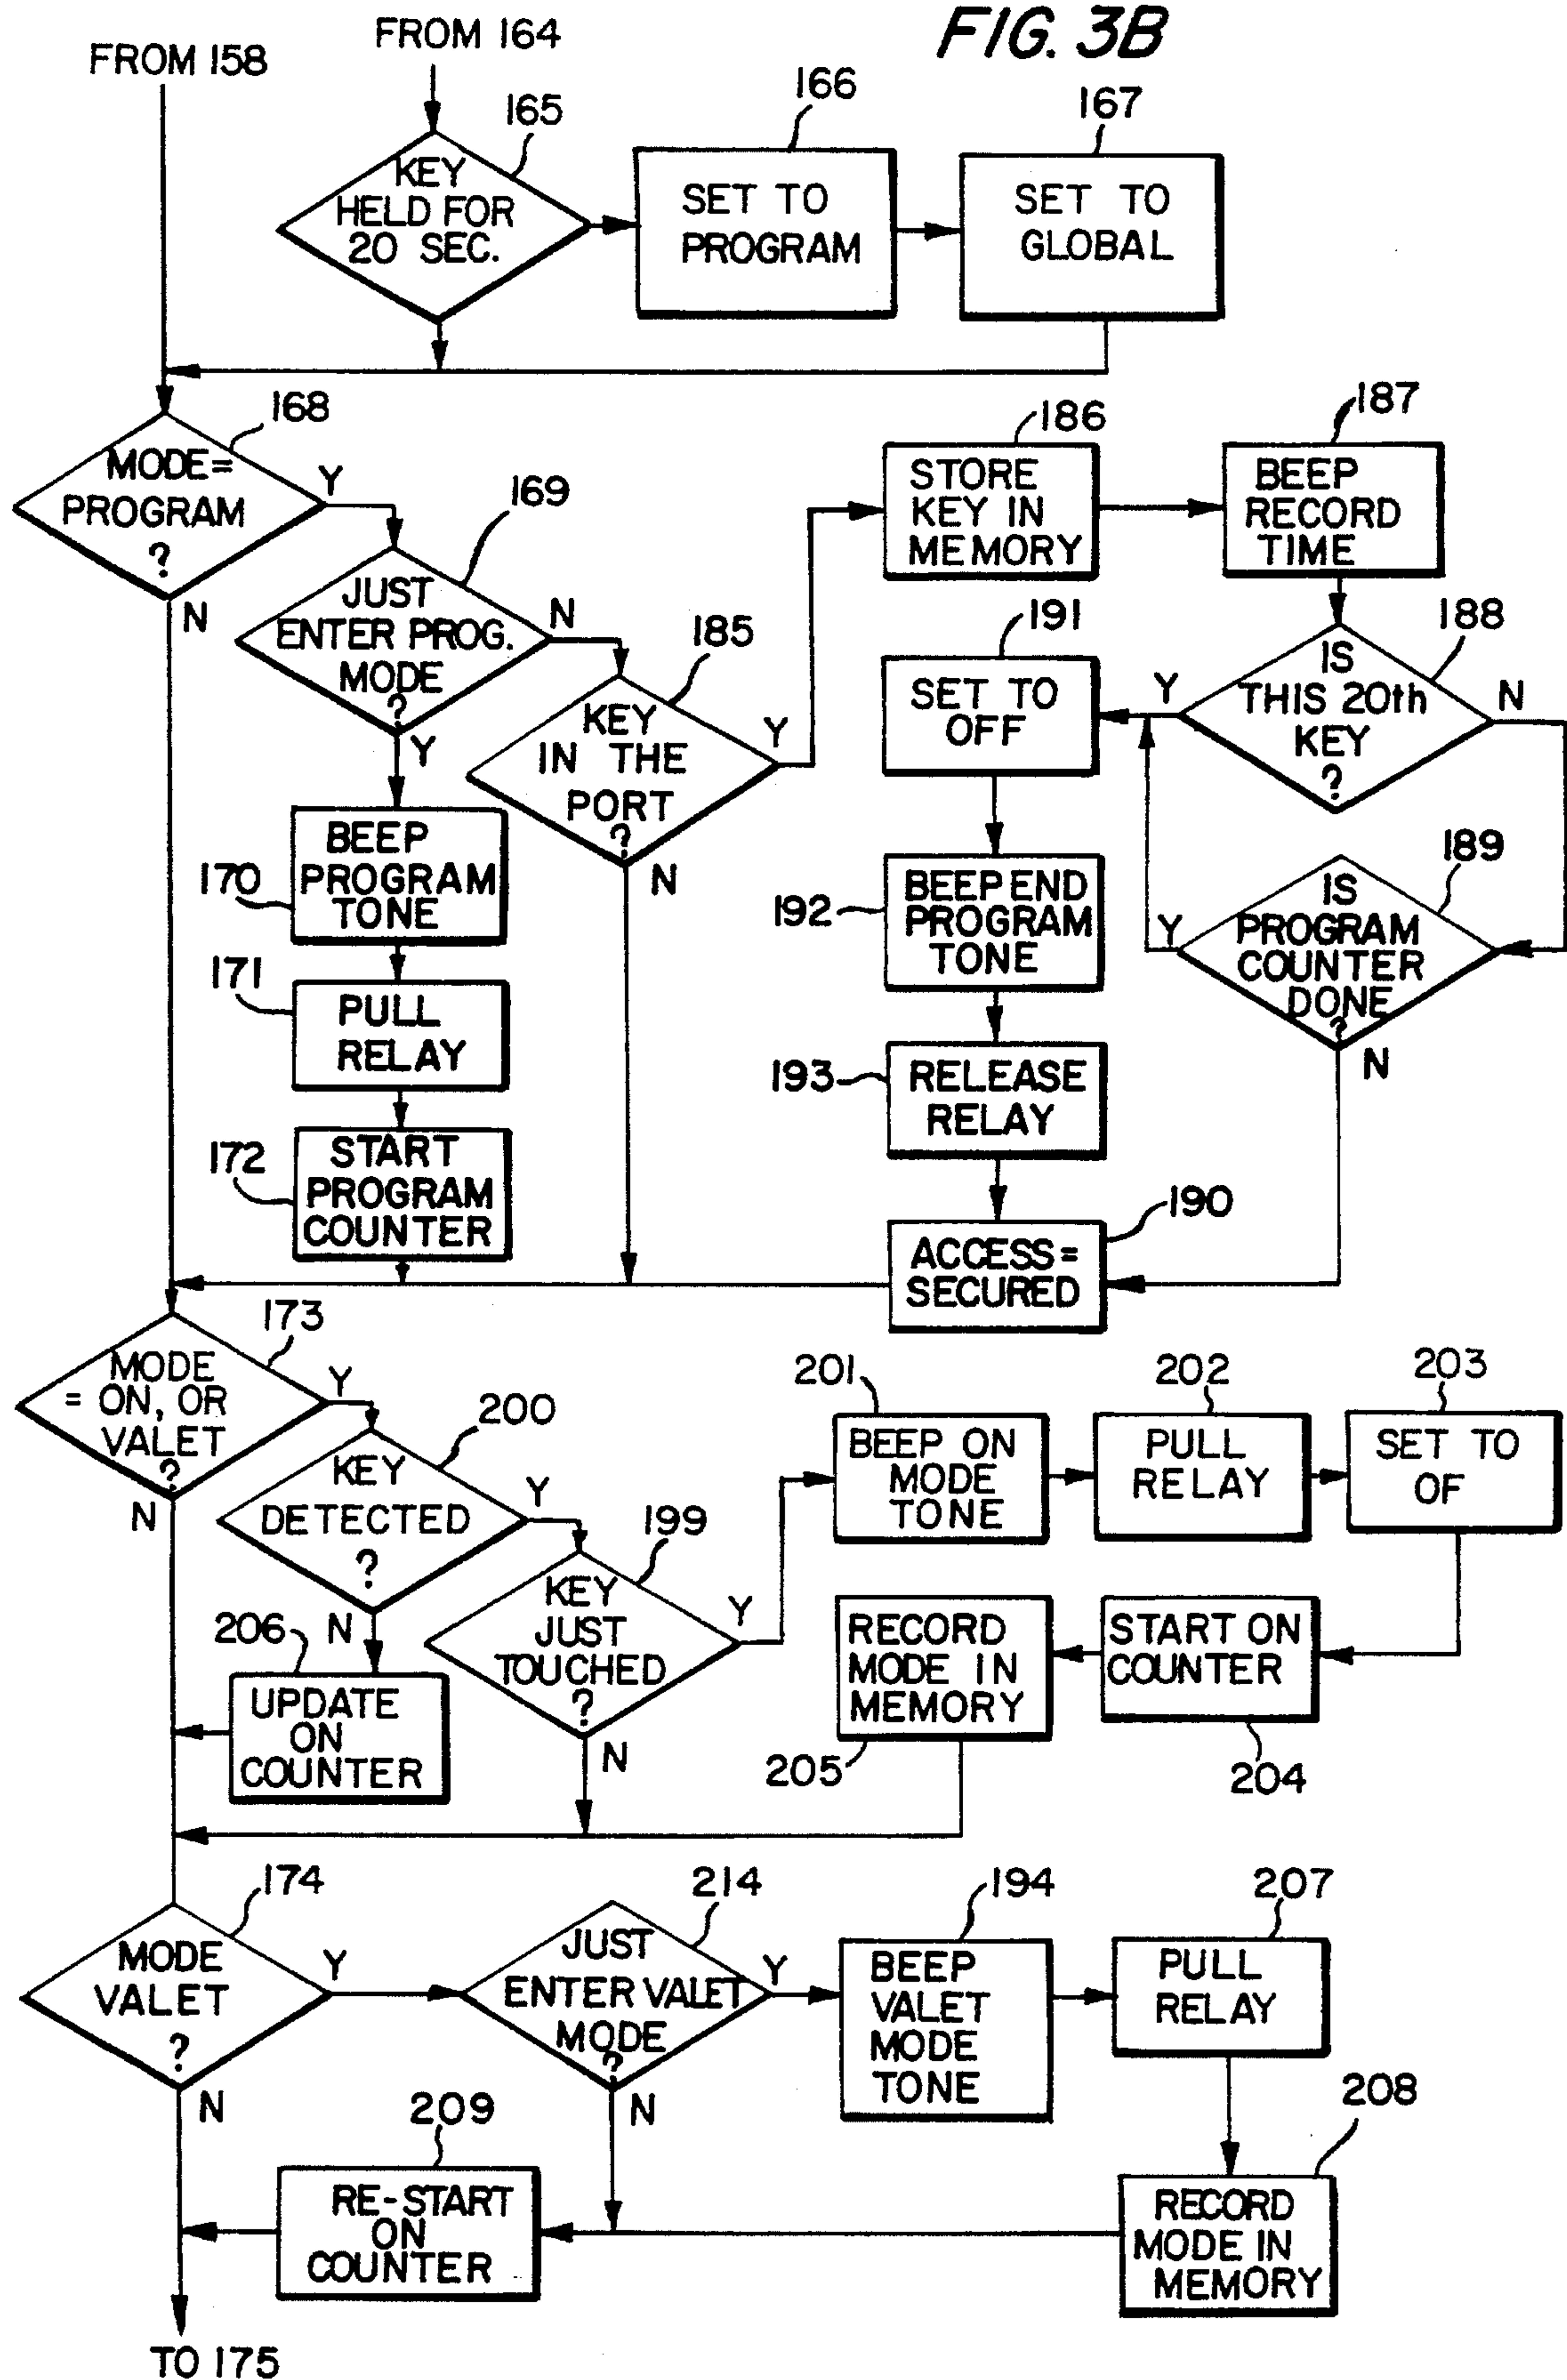 FIG. 3B
FROM 158
FROM 164
165
KEY
HELD FOR
20 SEC.
166
SET TO
PROGRAM
167
SET TO
GLOBAL
168
MODE=
PROGRAM
?
Y
N
169
JUST
ENTER PROG.
MODE
?
N
Y
185
KEY
IN THE
PORT
?
Y
N
186
STORE
KEY IN
MEMORY
187
BEEP
RECORD
TIME
188
IS
THIS 20th
KEY
?
Y
N
191
SET TO
OFF
189
IS
PROGRAM
COUNTER
DONE
?
Y
N
170
BEEP
PROGRAM
TONE
192
BEEP END
PROGRAM
TONE
171
PULL
RELAY
193
RELEASE
RELAY
172
START
PROGRAM
COUNTER
190
ACCESS=
SECURED
173
MODE
= ON, OR
VALET
?
Y
N
200
KEY
DETECTED
?
Y
N
199
KEY
JUST
TOUCHED
?
Y
N
201
BEEP ON
MODE
TONE
202
PULL
RELAY
203
SET TO
OF
204
START ON
COUNTER
205
RECORD
MODE IN
MEMORY
206
UPDATE
ON
COUNTER
174
MODE
VALET
?
Y
N
214
JUST
ENTER VALET
MODE
?
Y
N
194
BEEP
VALET
MODE
TONE
207
PULL
RELAY
208
RECORD
MODE IN
MEMORY
209
RE-START
ON
COUNTER
TO 175